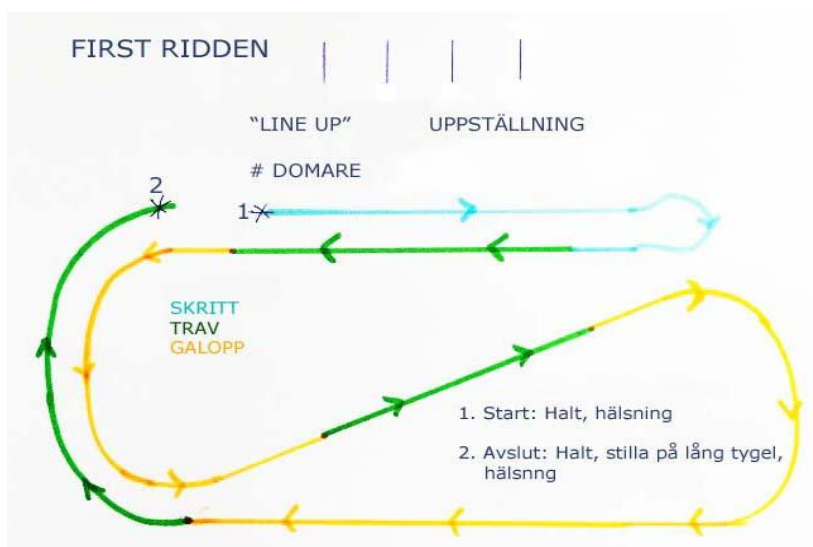 FIRST RIDDEN
"LINE UP" UPPSTÄLLNING
# DOMARE
2
1
SKRITT
TRAV
GALOPP
1. Start: Halt, hälsning
2. Avslut: Halt, stilla på lång tygel,
hälsnng